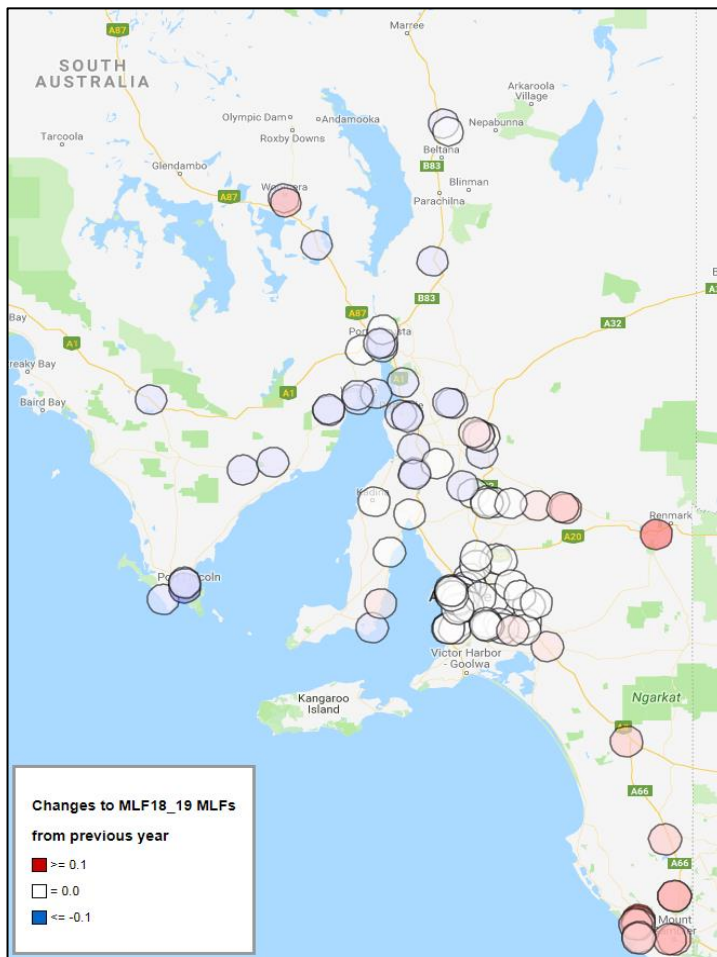 Marree
A87
SOUTH
AUSTRALIA
Arkaroola
Village
Olympic Dam
Andamooka
Roxby Downs
Nepabunna
Tarcoola
Beltana
Glendambo
B83
Blinman
A87
Parachilna
B83
A87
A32
Bay
A1
A1
Baird Bay
A1
Kadina
Renmark
A20
Victor Harbor
- Goolwa
Kangaroo
Island
Ngarkat
A66
A66
Mount
Changes to MLF18_19 MLFs
from previous year
>= 0.1
= 0.0
<= -0.1